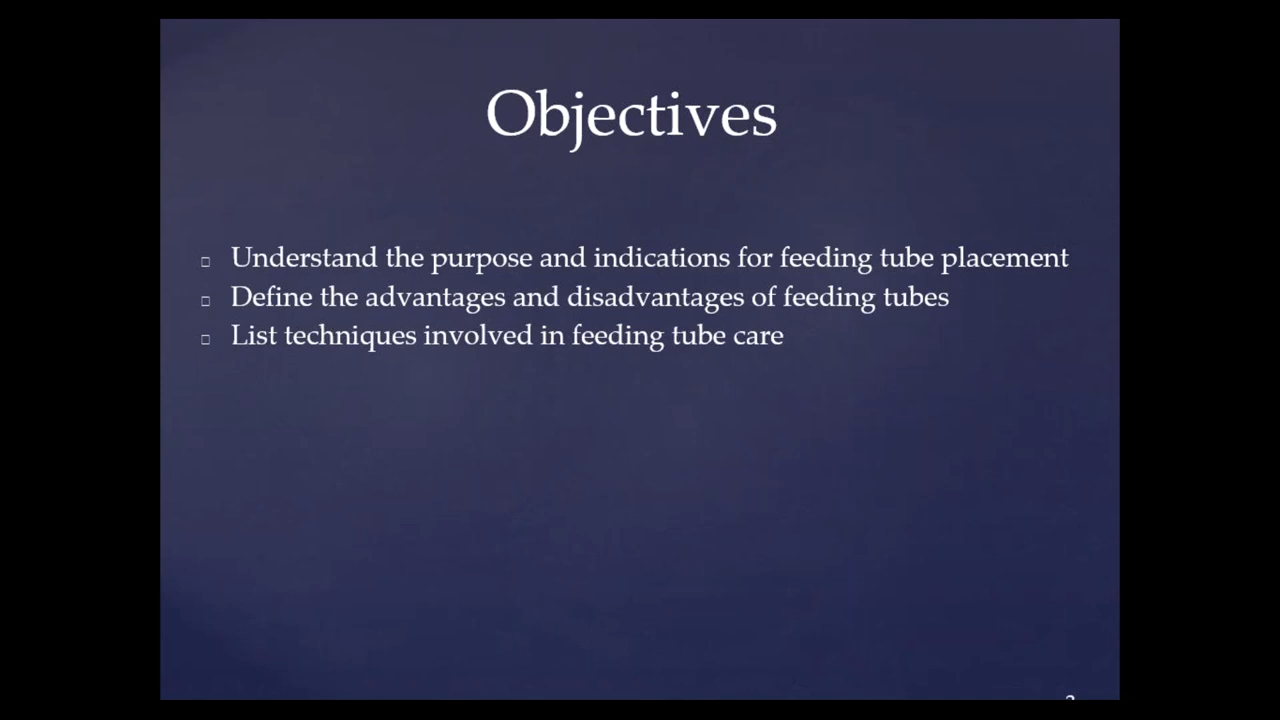 Objectives
Understand the purpose and indications for feeding tube placement
Define the advantages and disadvantages of feeding tubes
List techniques involved in feeding tube care